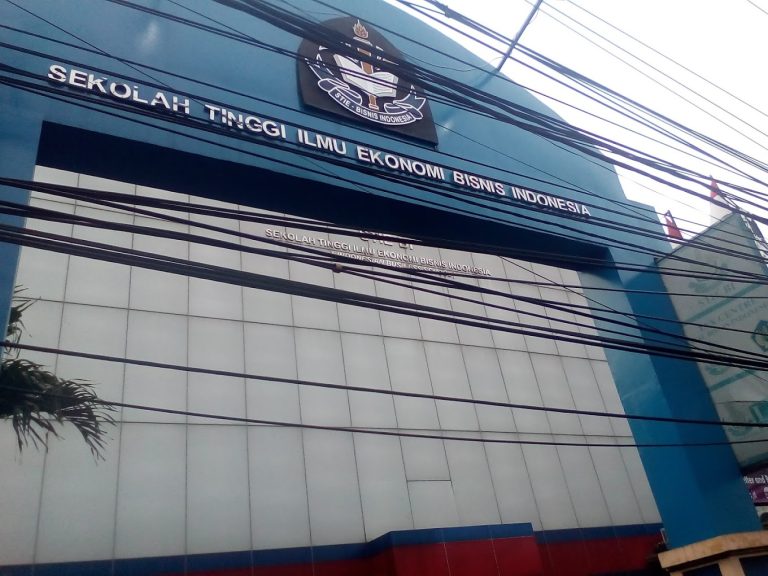 STIE - BISNIS INDONESIA
SEKOLAH TINGGI ILMU EKONOMI BISNIS INDONESIA
SEKOLAH TINGGI ILMU EKONOMI BISNIS INDONESIA